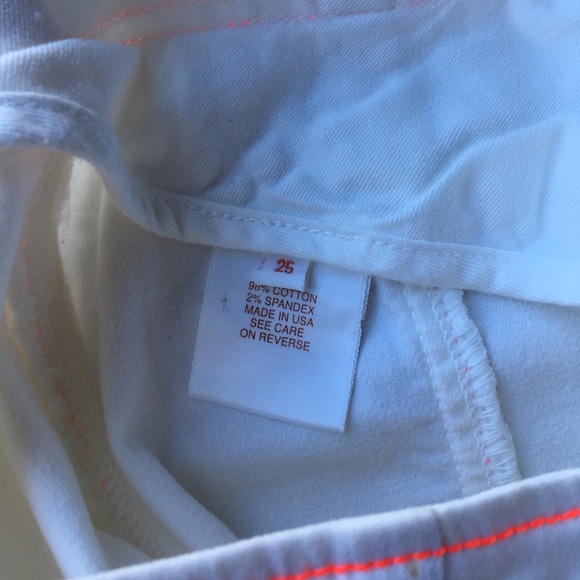 25
98% COTTON
2% SPANDEX
MADE IN USA
SEE CARE
ON REVERSE